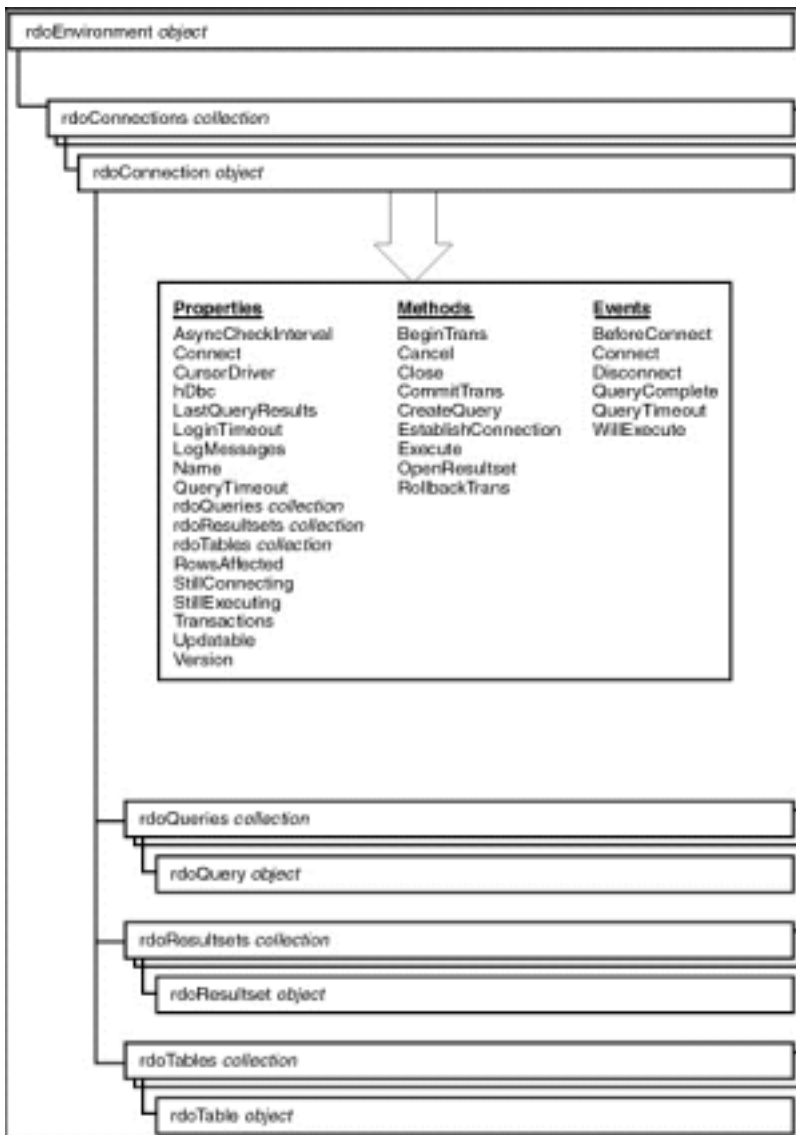 rdoEnvironment object
rdoConnections collection
rdoConnection object
Properties
AsyncCheckInterval
Connect
CursorDriver
hDbc
LastQueryResults
LoginTimeout
LogMessages
Name
QueryTimeout
rdoQueries collection
rdoResultsets collection
rdoTables collection
RowsAffected
StillConnecting
StillExecuting
Transactions
Updatable
Version
Methods
BeginTrans
Cancel
Close
CommitTrans
CreateQuery
EstablishConnection
Execute
OpenResultset
RollbackTrans
Events
BeforeConnect
Connect
Disconnect
QueryComplete
QueryTimeout
WillExecute
rdoQueries collection
rdoQuery object
rdoResultsets collection
rdoResultset object
rdoTables collection
rdoTable object